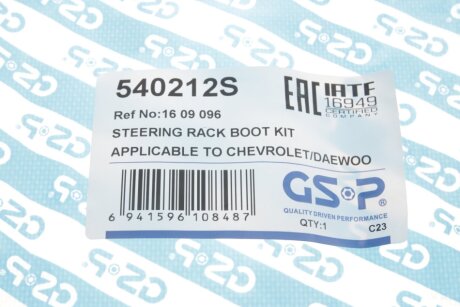 540212S
EAC IATF
16949
CERTIFIED
COMPANY
Ref No:16 09 096
STEERING RACK BOOT KIT
APPLICABLE TO CHEVROLET/DAEWOO
6 941596 108487
GSP®
QUALITY DRIVEN PERFORMANCE
QTY:1
C23